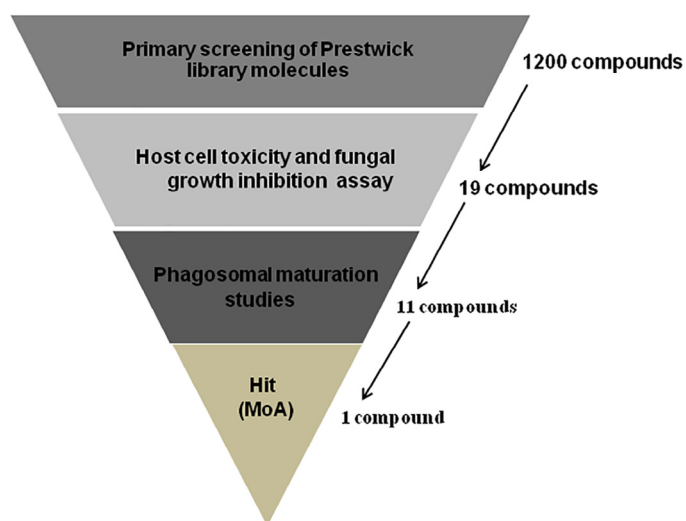 Primary screening of Prestwick
library molecules
1200 compounds
Host cell toxicity and fungal
growth inhibition assay
19 compounds
Phagosomal maturation
studies
11 compounds
Hit
(MoA)
1 compound